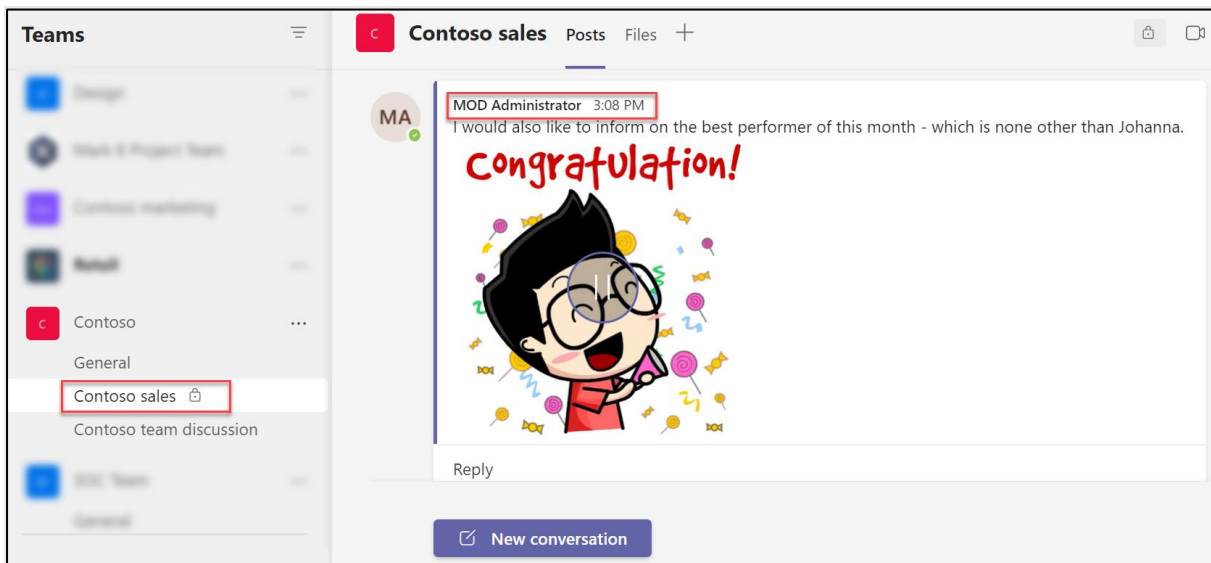 Teams
Contoso
General
Contoso sales
Contoso team discussion
C
C
Contoso sales Posts Files
MA
MOD Administrator 3:08 PM
I would also like to inform on the best performer of this month - which is none other than Johanna.
congratulation!
Reply
New conversation